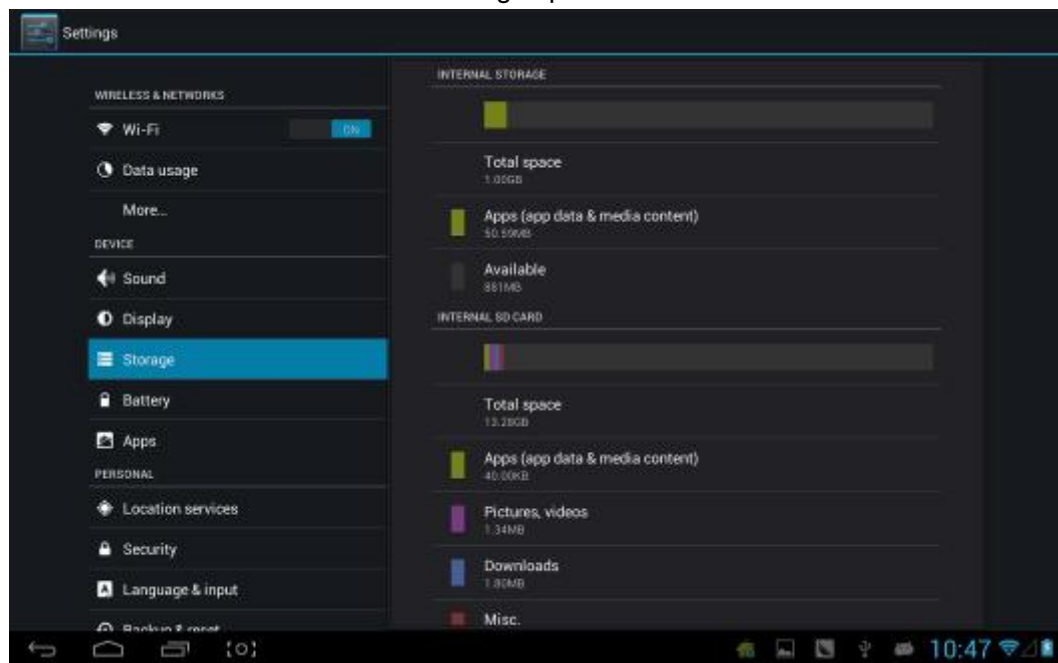 Settings
WIRELESS & NETWORKS
Wi-Fi ON
Data usage
More...
DEVICE
Sound
Display
Storage
Battery
Apps
PERSONAL
Location services
Security
Language & input
Backup & reset
INTERNAL STORAGE
Total space
1.00GB
Apps (app data & media content)
50.59MB
Available
881MB
INTERNAL SD CARD
Total space
13.28GB
Apps (app data & media content)
40.00KB
Pictures, videos
1.34MB
Downloads
1.80MB
Misc.
10:47